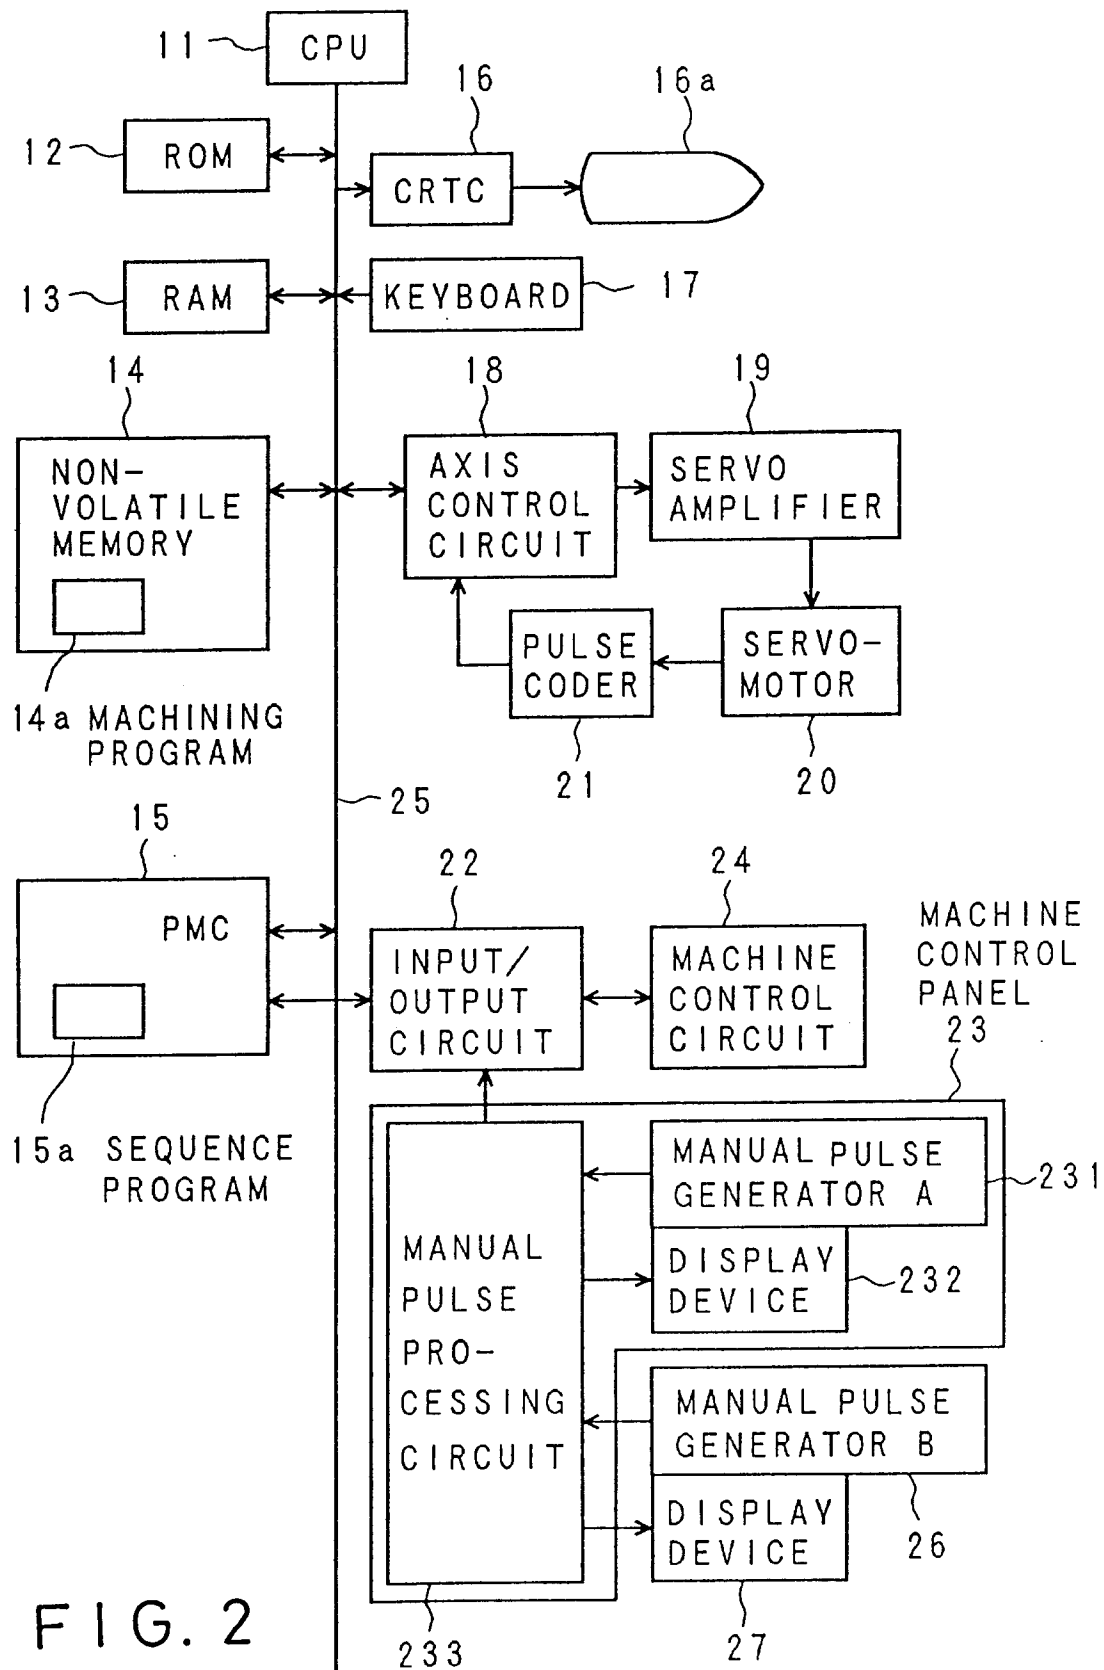 11
CPU
16
16a
12
ROM
CRTC
13
RAM
KEYBOARD
17
14
18
19
NON-
VOLATILE
MEMORY
AXIS
CONTROL
CIRCUIT
SERVO
AMPLIFIER
PULSE
CODER
SERVO-
MOTOR
14a MACHINING
PROGRAM
21
20
25
15
22
24
PMC
INPUT/
OUTPUT
CIRCUIT
MACHINE
CONTROL
CIRCUIT
MACHINE
CONTROL
PANEL
23
15a SEQUENCE
PROGRAM
MANUAL PULSE
GENERATOR A
231
MANUAL
PULSE
PRO-
CESSING
CIRCUIT
DISPLAY
DEVICE
232
MANUAL PULSE
GENERATOR B
26
DISPLAY
DEVICE
27
233
FIG. 2